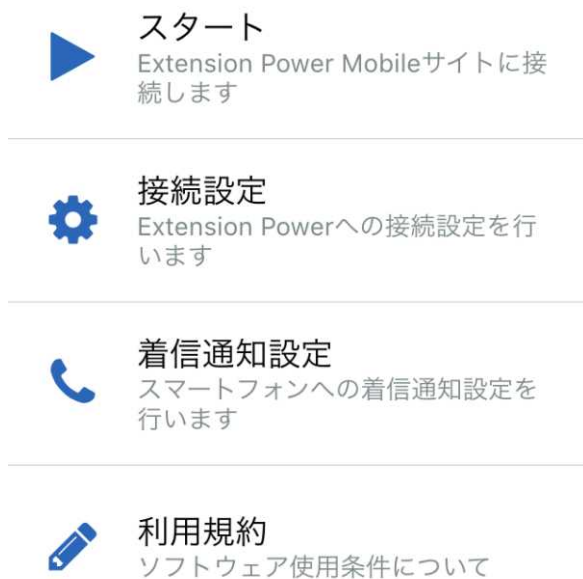 スタート
Extension Power Mobileサイトに接
続します
接続設定
Extension Powerへの接続設定を行
います
着信通知設定
スマートフォンへの着信通知設定を
行います
利用規約
ソフトウェア使用条件について